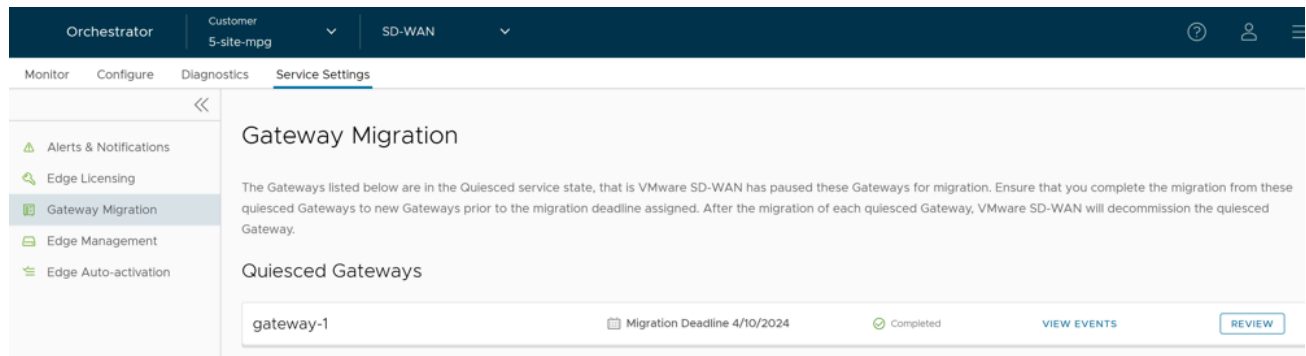 Customer
Orchestrator
5-site-mpg
SD-WAN
Monitor
Configure
Diagnostics
Service Settings
Alerts & Notifications
Edge Licensing
Gateway Migration
Edge Management
Edge Auto-activation
Gateway Migration
The Gateways listed below are in the Quiesced service state, that is VMware SD-WAN has paused these Gateways for migration. Ensure that you complete the migration from these
quiesced Gateways to new Gateways prior to the migration deadline assigned. After the migration of each quiesced Gateway, VMware SD-WAN will decommission the quiesced
Gateway.
Quiesced Gateways
gateway-1
Migration Deadline 4/10/2024
Completed
VIEW EVENTS
REVIEW